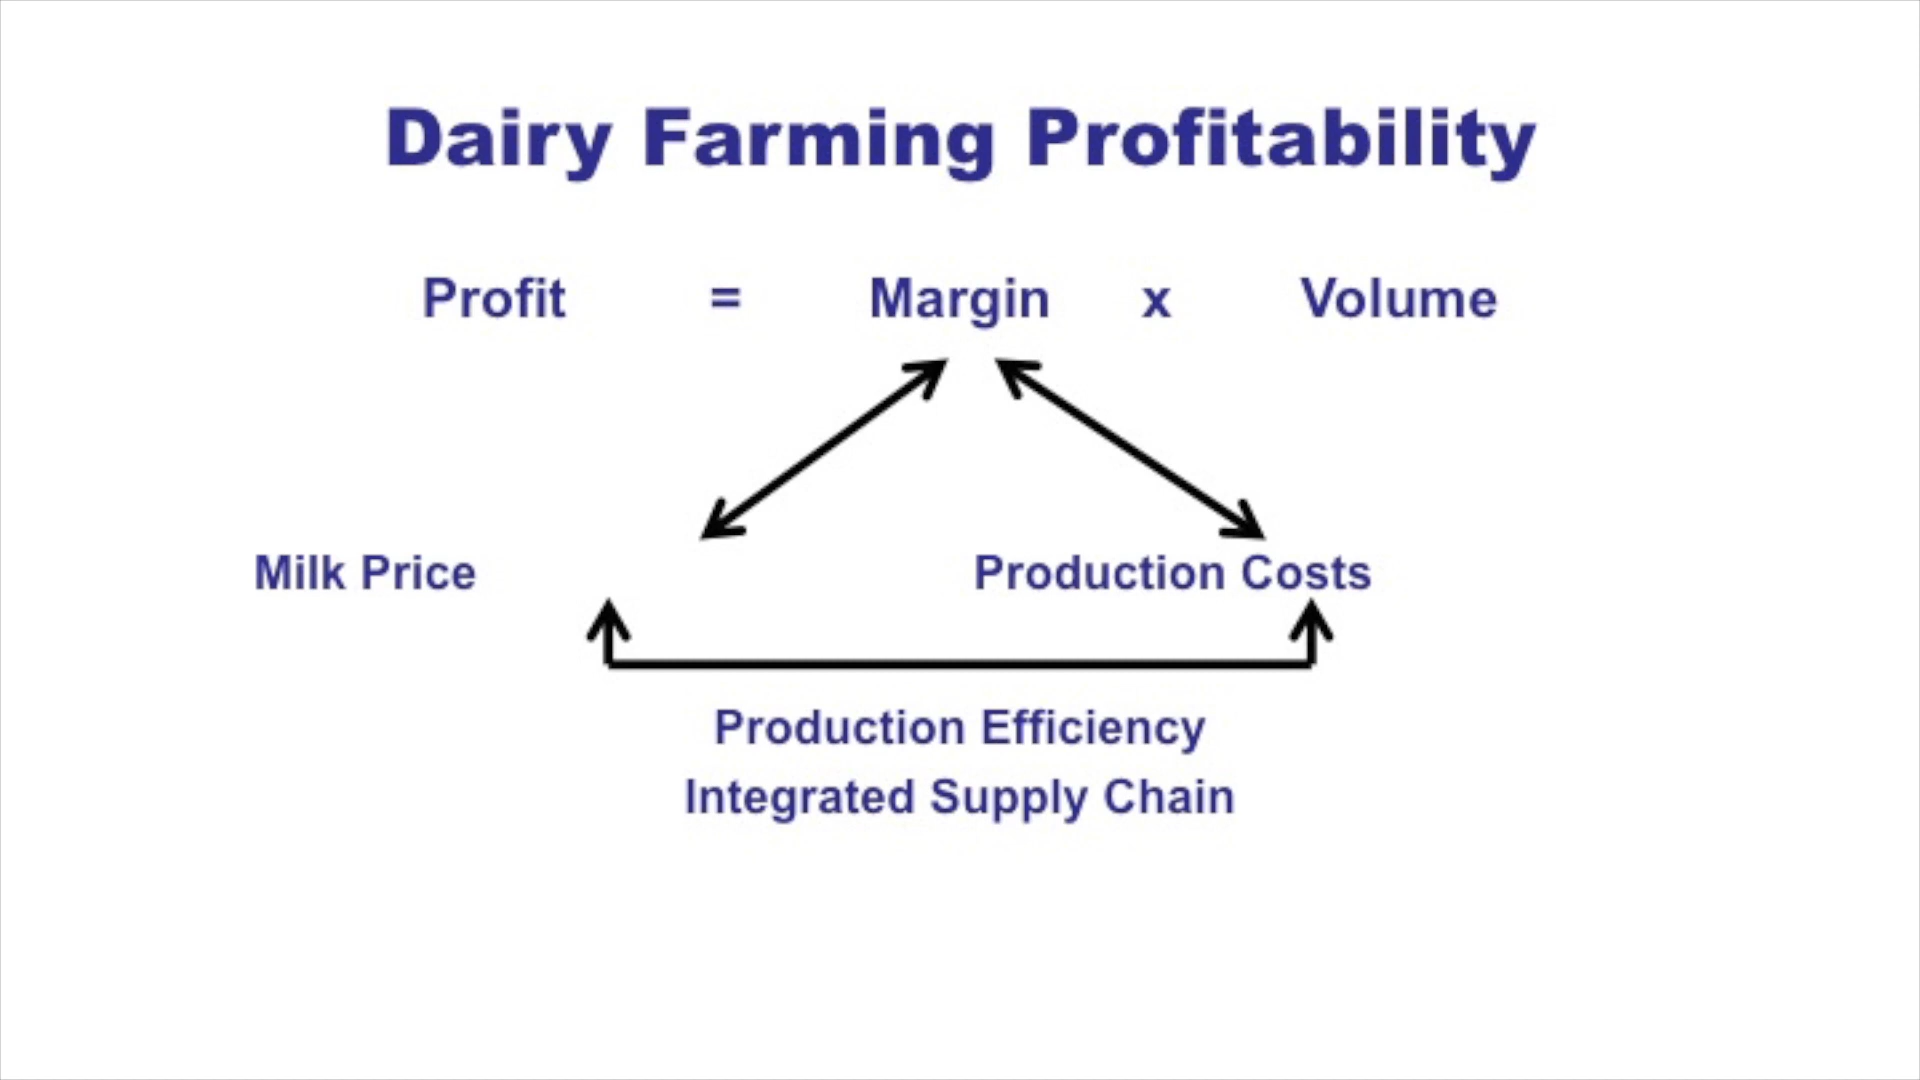 Dairy Farming Profitability
Profit = Margin x Volume
Milk Price Production Costs
Production Efficiency
Integrated Supply Chain